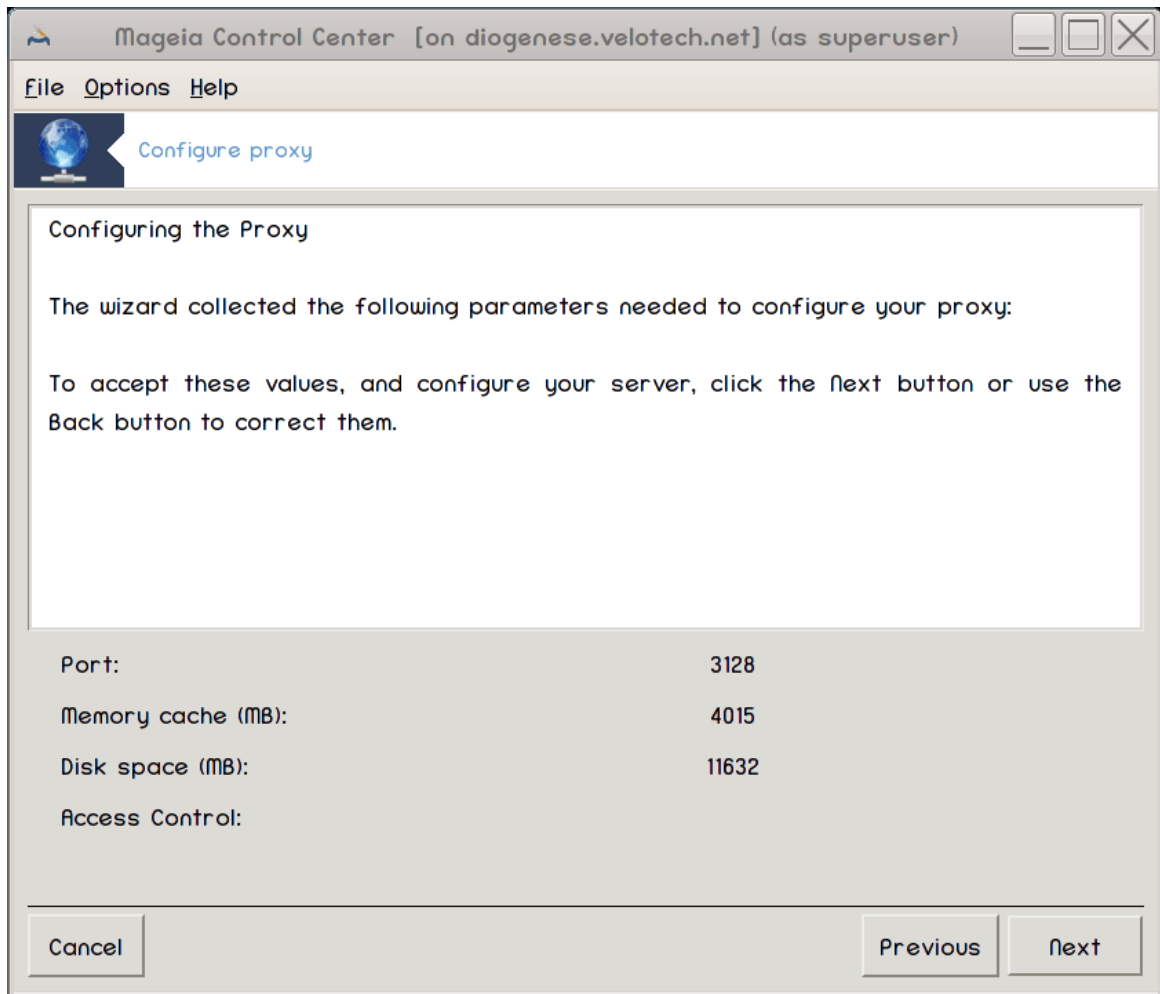 Mageia Control Center [on diogenese.velotech.net] (as superuser)
File Options Help
Configure proxy
Configuring the Proxy
The wizard collected the following parameters needed to configure your proxy:
To accept these values, and configure your server, click the Next button or use the
Back button to correct them.
Port: 3128
Memory cache (MB): 4015
Disk space (MB): 11632
Access Control:
Cancel Previous Next